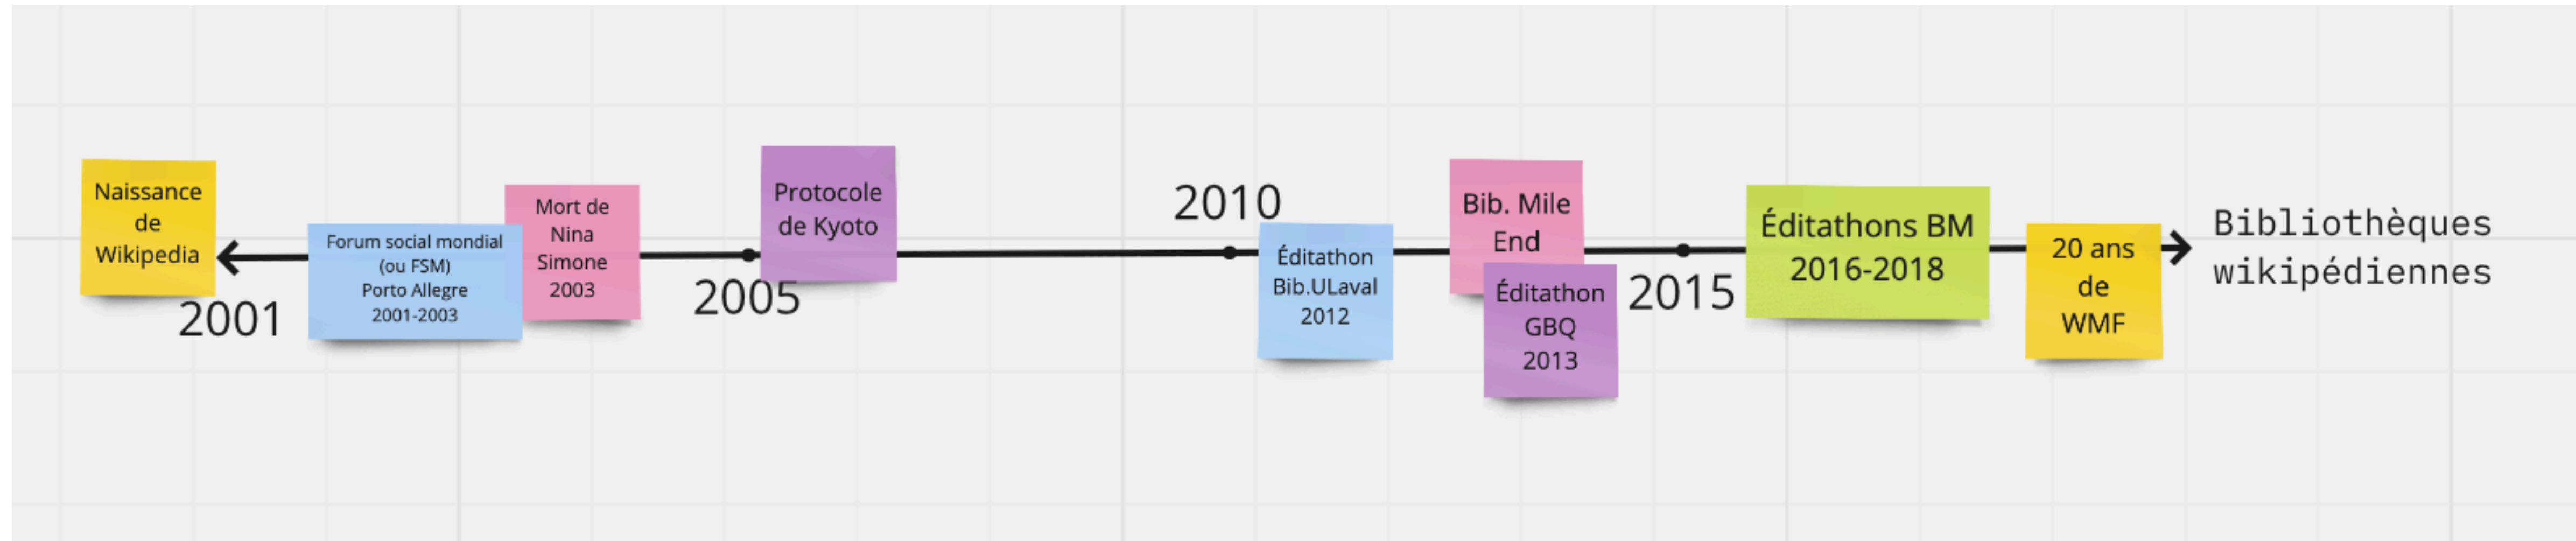 Naissance
de
Wikipedia
2001
Forum social mondial
(ou FSM)
Porto Allegre
2001-2003
Mort de
Nina
Simone
2003
2005
Protocole
de Kyoto
2010
Éditathon
Bib.ULaval
2012
Bib. Mile
End
Éditathon
GBQ
2013
2015
Éditathons BM
2016-2018
20 ans
de
WMF
Bibliothèques
wikipédiennes